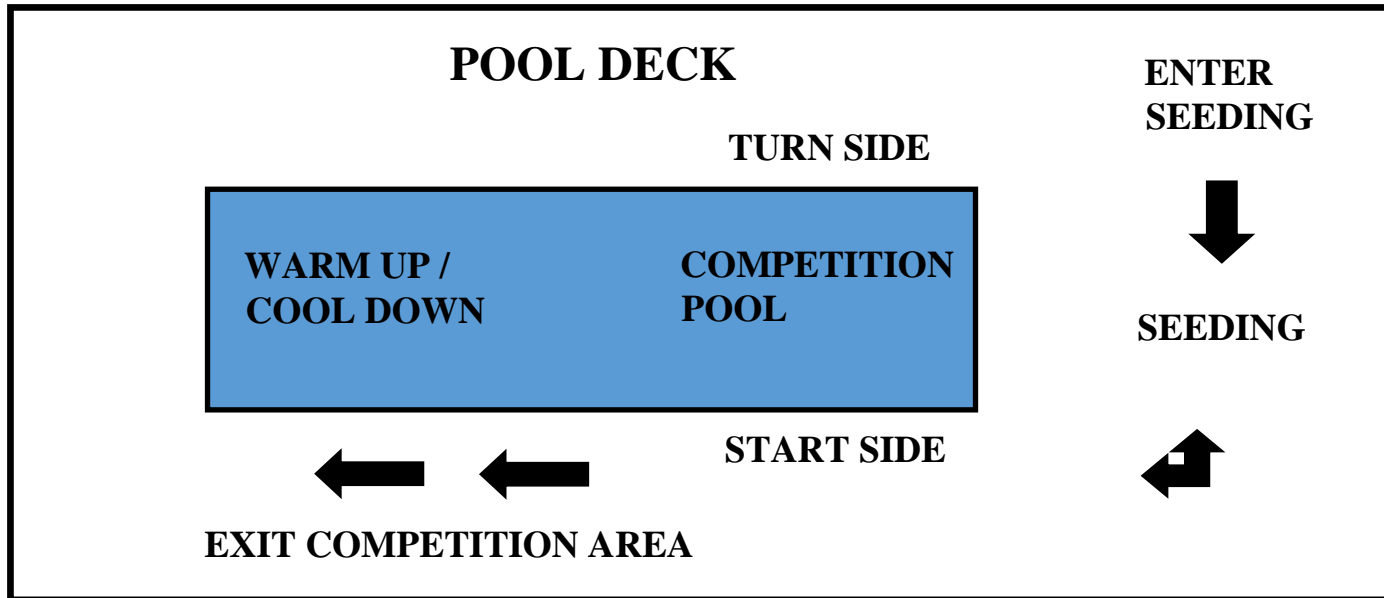 POOL DECK
ENTER
SEEDING
TURN SIDE
WARM UP /
COOL DOWN
COMPETITION
POOL
SEEDING
START SIDE
EXIT COMPETITION AREA